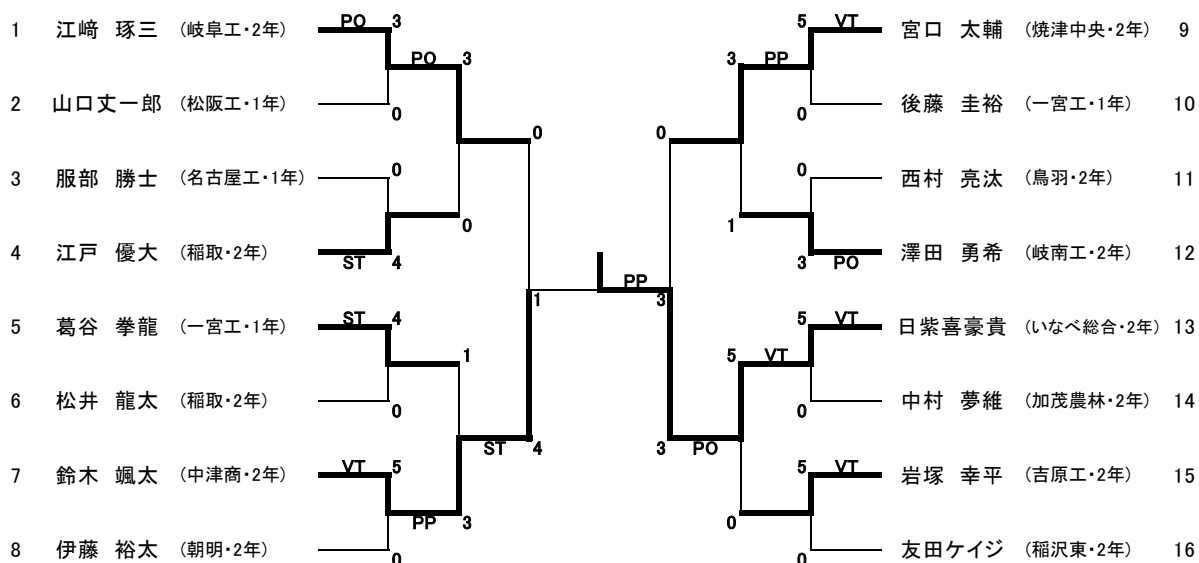 1 江﨑 琢三 (岐阜工・2年) PO 3 5 VT 宮口 太輔 (焼津中央・2年) 9
PO 3 3 PP
2 山口丈一郎 (松阪工・1年) 0 0 後藤 圭裕 (一宮工・1年) 10
0 0
3 服部 勝士 (名古屋工・1年) 0 0 西村 亮汰 (鳥羽・2年) 11
0 1
4 江戸 優大 (稲取・2年) ST 4 3 PO 澤田 勇希 (岐南工・2年) 12
1 PP 3
5 葛谷 拳龍 (一宮工・1年) ST 4 5 VT 日紫喜豪貴 (いなべ総合・2年) 13
1 5 VT
6 松井 龍太 (稲取・2年) 0 0 中村 夢維 (加茂農林・2年) 14
ST 4 3 PO
7 鈴木 颯太 (中津商・2年) VT 5 5 VT 岩塚 幸平 (吉原工・2年) 15
PP 3 0
8 伊藤 裕太 (朝明・2年) 0 0 友田ケイジ (稲沢東・2年) 16